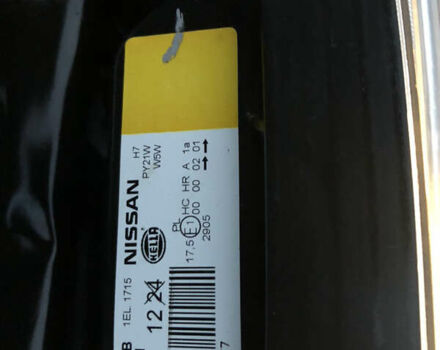 B 1EL. 1715
NISSAN
HELLA
H7
PY21W
W5W
12 24
PL HC HR A 1a
17,5 E1 00 00 02 01
2905
7